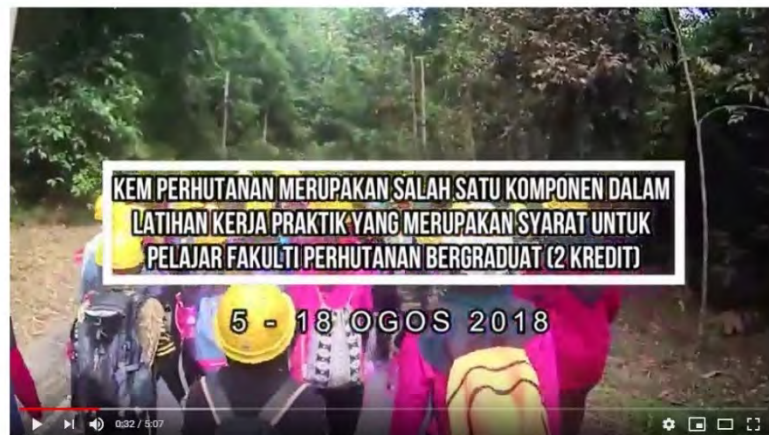 KEM PERHUTANAN MERUPAKAN SALAH SATU KOMPONEN DALAM
LATIHAN KERJA PRAKTIK YANG MERUPAKAN SYARAT UNTUK
PELAJAR FAKULTI PERHUTANAN BERGRADUAT (2 KREDIT)
5 - 18 OGOS 2018
0:32 / 5:07